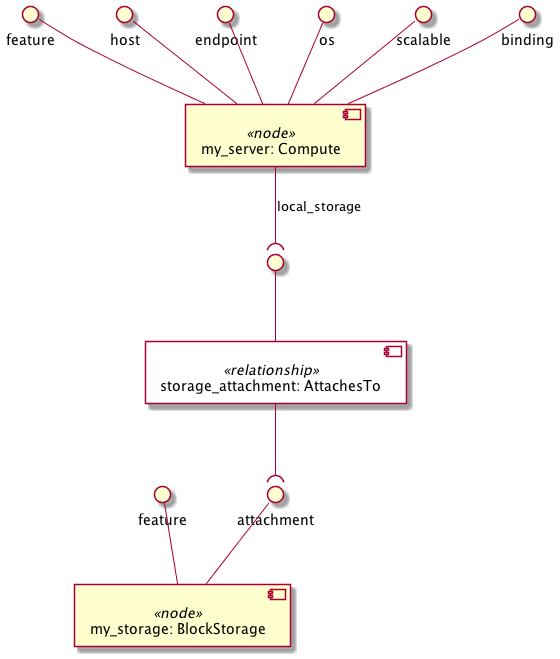 feature host endpoint os scalable binding
«node»
my_server: Compute
local_storage
«relationship»
storage_attachment: AttachesTo
feature attachment
«node»
my_storage: BlockStorage